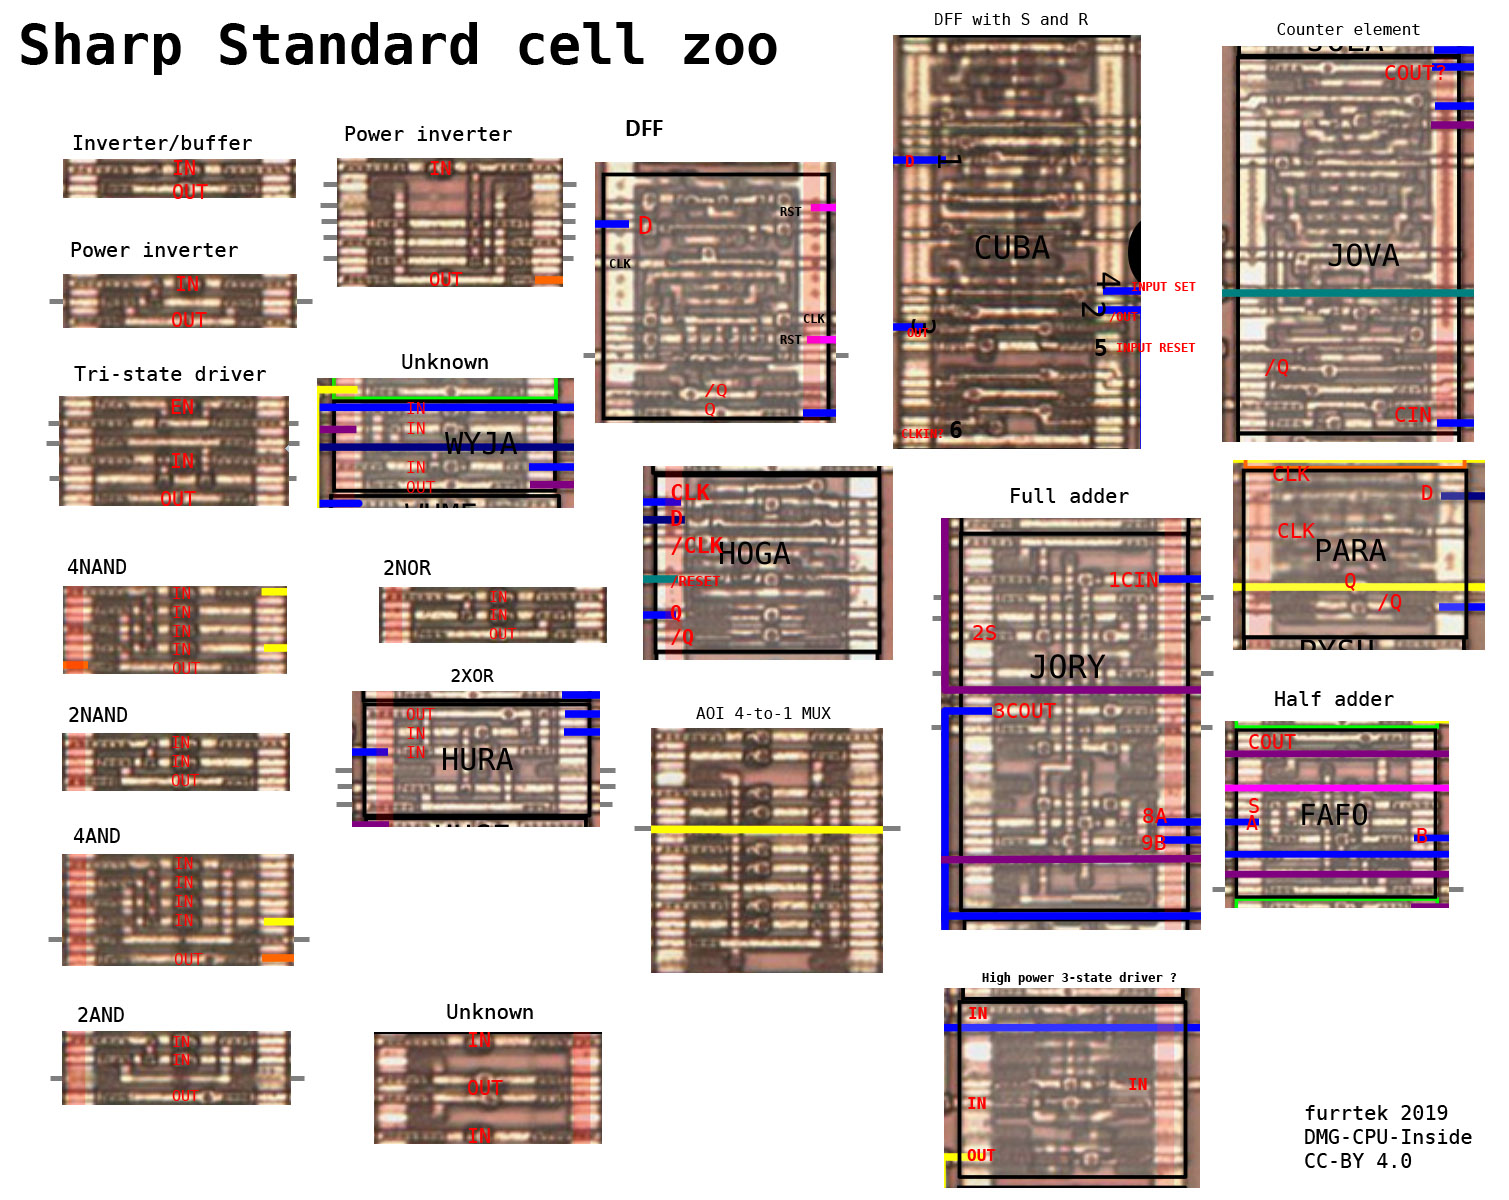 Sharp Standard cell zoo
Inverter/buffer
IN
OUT
Power inverter
IN
OUT
Power inverter
IN
OUT
Tri-state driver
EN
IN
OUT
Unknown
IN
IN
WYJA
IN
OUT
DFF
RST
D
CLK
CLK
RST
/Q
Q
DFF with S and R
D
1
CUBA
4
INPUT SET
2
/OUT
3
OUT
5
INPUT RESET
CLKIN?
6
Counter element
COUT?
JOVA
/Q
CIN
4NAND
IN
IN
IN
IN
OUT
2NOR
IN
IN
OUT
CLK
D
/CLK
HOGA
/RESET
Q
/Q
Full adder
1CIN
2S
JORY
3COUT
8A
9B
CLK
D
CLK
PARA
Q
/Q
2NAND
IN
IN
OUT
2XOR
OUT
IN
IN
HURA
AOI 4-to-1 MUX
Half adder
COUT
S
A
FAFO
B
4AND
IN
IN
IN
IN
OUT
2AND
IN
IN
OUT
Unknown
IN
OUT
IN
High power 3-state driver ?
IN
IN
IN
OUT
furrtek 2019
DMG-CPU-Inside
CC-BY 4.0